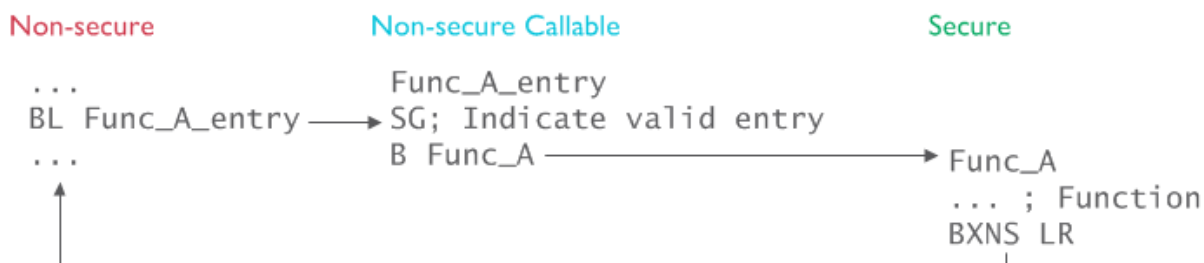 Non-secure
Non-secure Callable
Secure
...
BL Func_A_entry
...
Func_A_entry
SG; Indicate valid entry
B Func_A
Func_A
... ; Function
BXNS LR